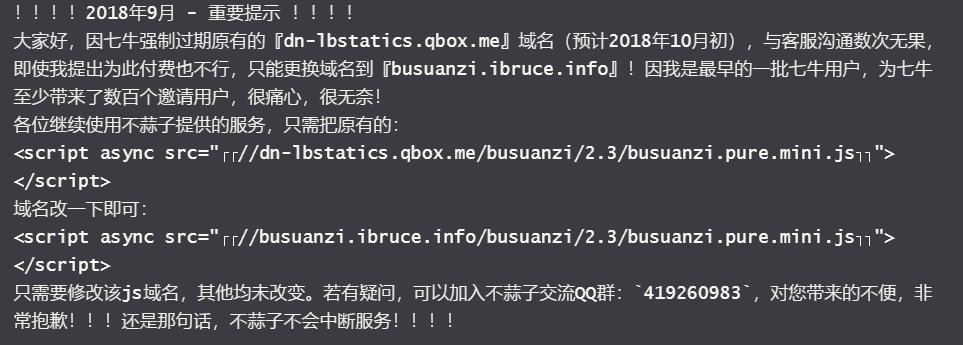 ！！！！2018年9月 - 重要提示 ！！！！
大家好，因七牛强制过期原有的『dn-lbstatics.qbox.me』域名（预计2018年10月初），与客服沟通数次无果，
即使我提出为此付费也不行，只能更换域名到『busuanzi.ibruce.info』！因我是最早的一批七牛用户，为七牛
至少带来了数百个邀请用户，很痛心，很无奈！
各位继续使用不蒜子提供的服务，只需把原有的：
<script async src="┌┌//dn-lbstatics.qbox.me/busuanzi/2.3/busuanzi.pure.mini.js┐┐">
</script>
域名改一下即可：
<script async src="┌┌//busuanzi.ibruce.info/busuanzi/2.3/busuanzi.pure.mini.js┐┐">
</script>
只需要修改该js域名，其他均未改变。若有疑问，可以加入不蒜子交流QQ群：`419260983`，对您带来的不便，非
常抱歉！！！还是那句话，不蒜子不会中断服务！！！！